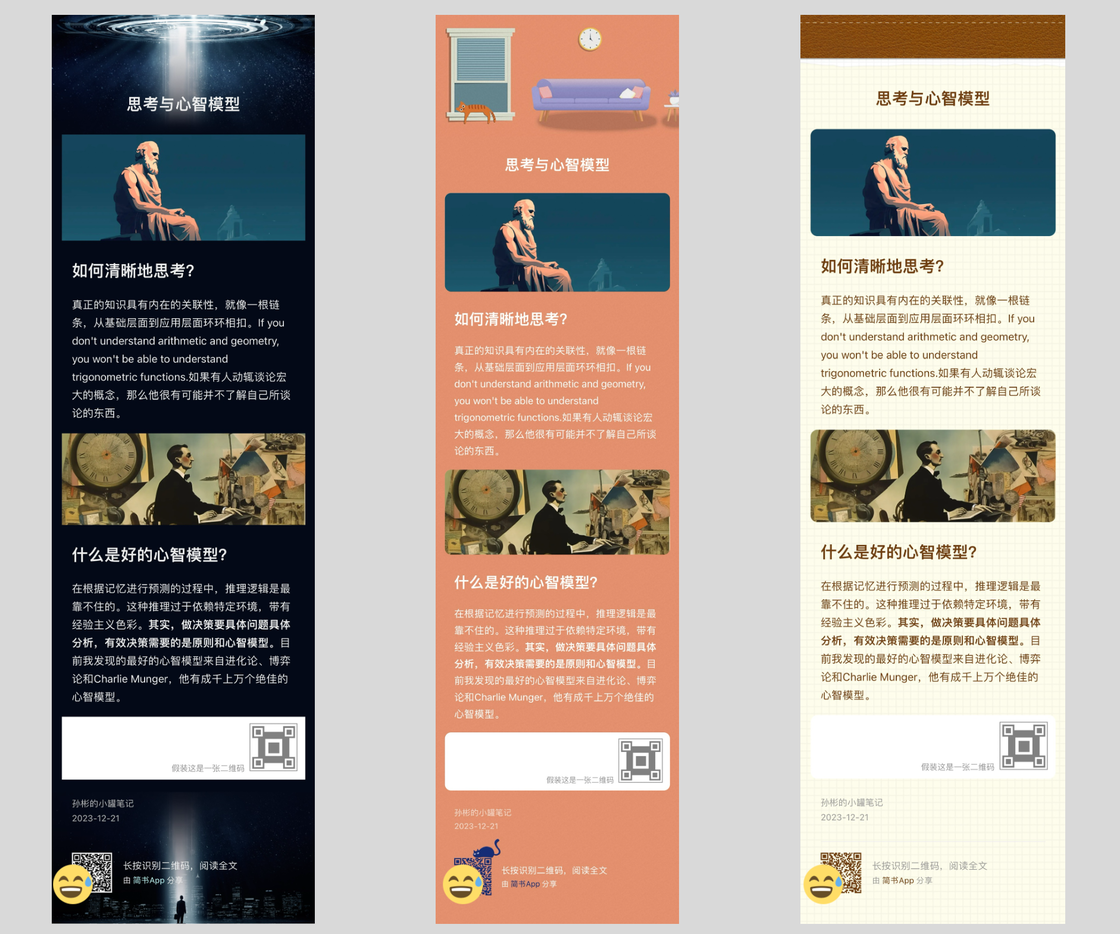 思考与心智模型
如何清晰地思考?
真正的知识具有内在的关联性，就像一根链
条，从基础层面到应用层面环环相扣。If you
don't understand arithmetic and geometry,
you won't be able to understand
trigonometric functions.如果有人动辄谈论宏
大的概念，那么他很有可能并不了解自己所谈
论的东西。
什么是好的心智模型?
在根据记忆进行预测的过程中，推理逻辑是最
靠不住的。这种推理过于依赖特定环境，带有
经验主义色彩。其实，做决策要具体问题具体
分析，有效决策需要的是原则和心智模型。目
前我发现的最好的心智模型来自进化论、博弈
论和Charlie Munger，他有成千上万个绝佳的
心智模型。
假装这是一张二维码
孙彬的小罐笔记
2023-12-21
长按识别二维码，阅读全文
由 简书App 分享
思考与心智模型
如何清晰地思考?
真正的知识具有内在的关联性，就像一根链
条，从基础层面到应用层面环环相扣。If you
don't understand arithmetic and geometry,
you won't be able to understand
trigonometric functions.如果有人动辄谈论宏
大的概念，那么他很有可能并不了解自己所谈
论的东西。
什么是好的心智模型?
在根据记忆进行预测的过程中，推理逻辑是最
靠不住的。这种推理过于依赖特定环境，带有
经验主义色彩。其实，做决策要具体问题具体
分析，有效决策需要的是原则和心智模型。目
前我发现的最好的心智模型来自进化论、博弈
论和Charlie Munger，他有成千上万个绝佳的
心智模型。
假装这是一张二维码
孙彬的小罐笔记
2023-12-21
长按识别二维码，阅读全文
由 简书App 分享
思考与心智模型
如何清晰地思考?
真正的知识具有内在的关联性，就像一根链
条，从基础层面到应用层面环环相扣。If you
don't understand arithmetic and geometry,
you won't be able to understand
trigonometric functions.如果有人动辄谈论宏
大的概念，那么他很有可能并不了解自己所谈
论的东西。
什么是好的心智模型?
在根据记忆进行预测的过程中，推理逻辑是最
靠不住的。这种推理过于依赖特定环境，带有
经验主义色彩。其实，做决策要具体问题具体
分析，有效决策需要的是原则和心智模型。目
前我发现的最好的心智模型来自进化论、博弈
论和Charlie Munger，他有成千上万个绝佳的
心智模型。
假装这是一张二维码
孙彬的小罐笔记
2023-12-21
长按识别二维码，阅读全文
由 简书App 分享